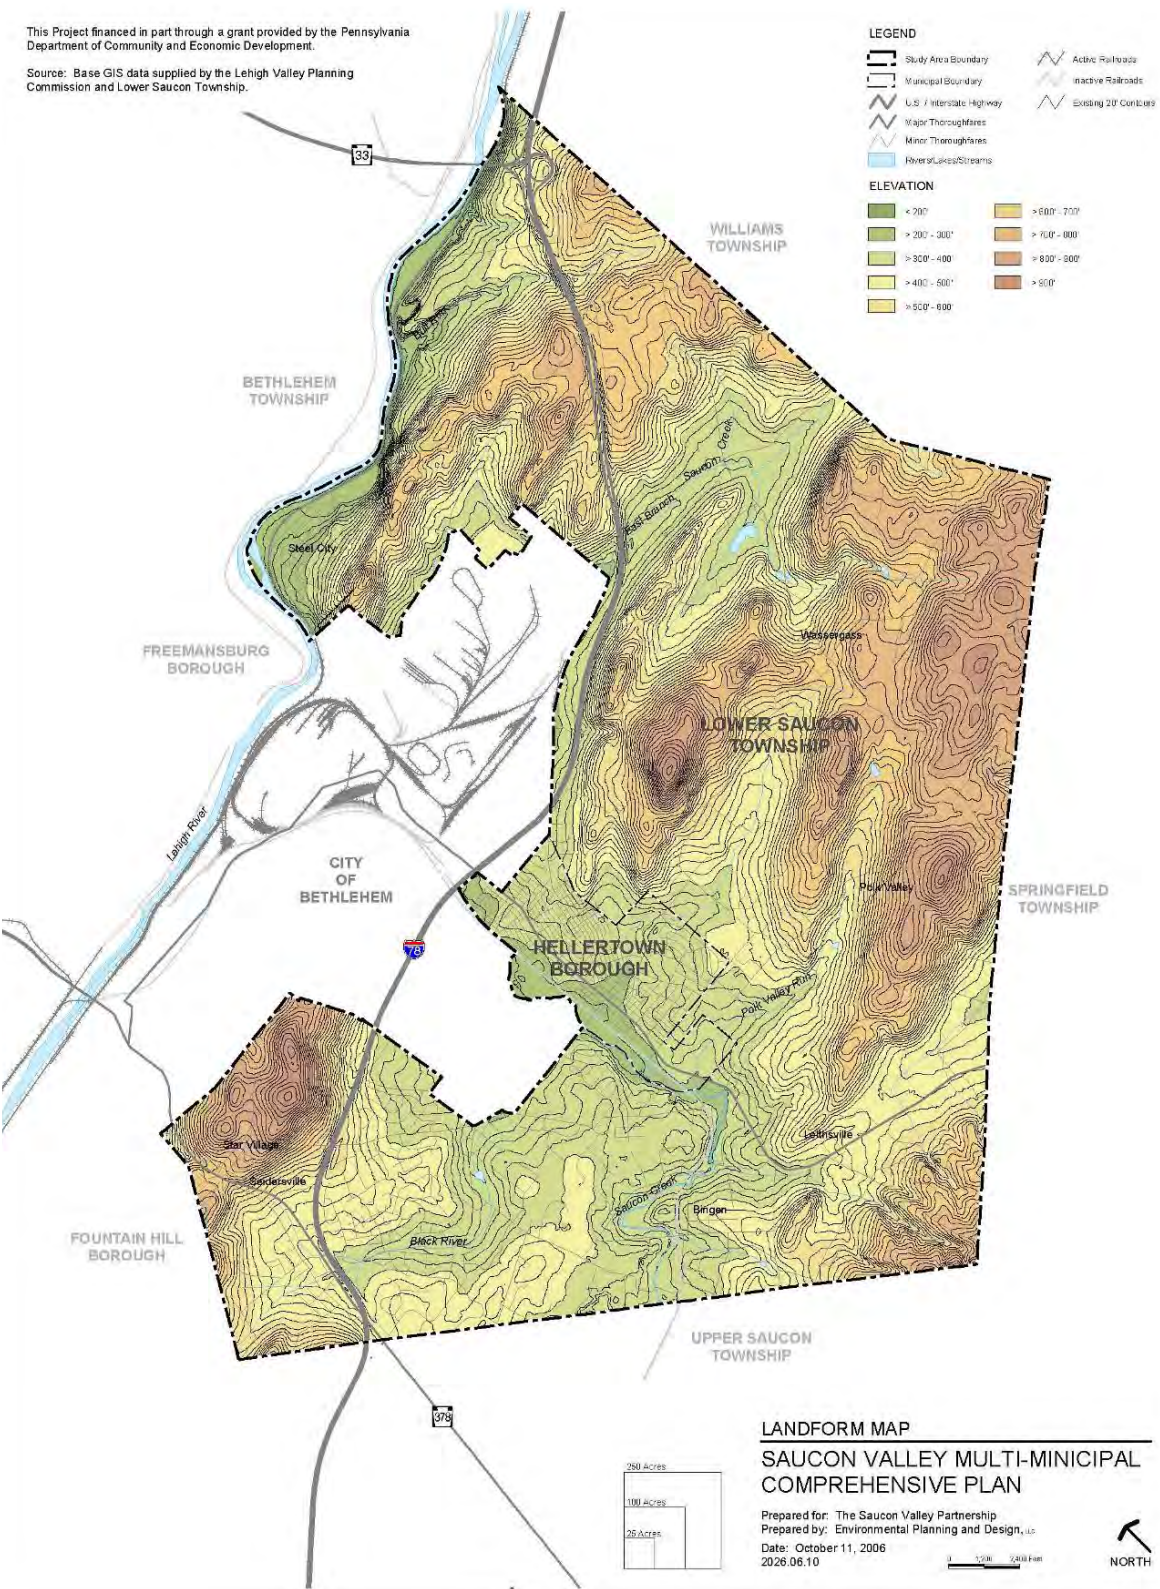 This Project financed in part through a grant provided by the Pennsylvania
Department of Community and Economic Development.
Source: Base GIS data supplied by the Lehigh Valley Planning
Commission and Lower Saucon Township.
LEGEND
Study Area Boundary
Municipal Boundary
U.S. / Interstate Highway
Major Thoroughfares
Minor Thoroughfares
Rivers/Lakes/Streams
Active Railroads
Inactive Railroads
Existing 20' Contours
ELEVATION
< 200'
> 200' - 300'
> 300' - 400'
> 400' - 500'
> 500' - 600'
> 600' - 700'
> 700' - 800'
> 800' - 900'
> 900'
33
WILLIAMS
TOWNSHIP
BETHLEHEM
TOWNSHIP
Saucon Creek
East Branch
Steel City
FREEMANSBURG
BOROUGH
Wassergass
LOWER SAUCON
TOWNSHIP
Lehigh River
CITY
OF
BETHLEHEM
Polk Valley
SPRINGFIELD
TOWNSHIP
78
HELLERTOWN
BOROUGH
Polk Valley Run
Star Village
Leithsville
Seidersville
Saucon Creek
Bingen
Black River
FOUNTAIN HILL
BOROUGH
UPPER SAUCON
TOWNSHIP
378
LANDFORM MAP
SAUCON VALLEY MULTI-MINICIPAL
COMPREHENSIVE PLAN
250 Acres
100 Acres
25 Acres
Prepared for: The Saucon Valley Partnership
Prepared by: Environmental Planning and Design, LLC
Date: October 11, 2006
2026.06.10
0 1,200 2,400 Feet
NORTH